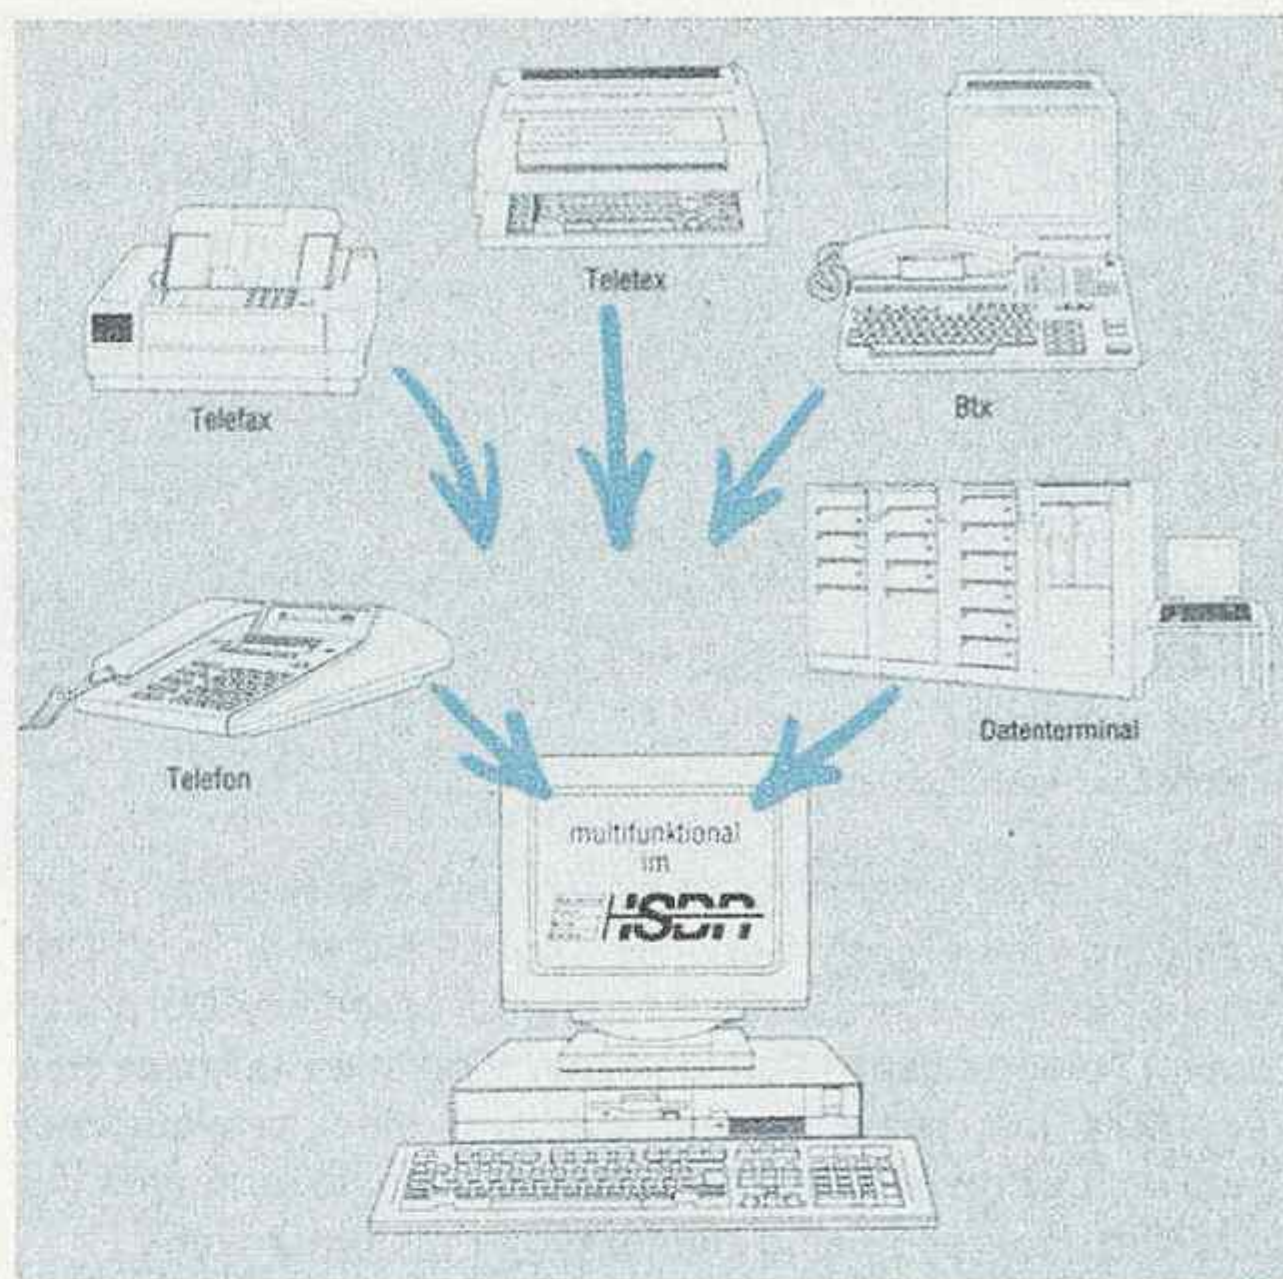 Teletex
Btx
Telefax
Datenterminal
Telefon
multifunktional
im
ISDN